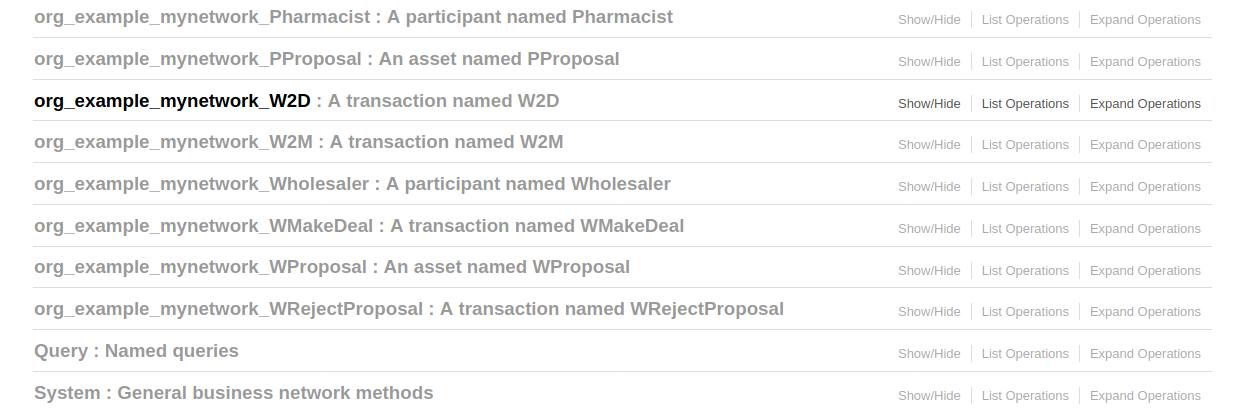 org_example_mynetwork_Pharmacist : A participant named Pharmacist Show/Hide List Operations Expand Operations
org_example_mynetwork_PProposal : An asset named PProposal Show/Hide List Operations Expand Operations
org_example_mynetwork_W2D : A transaction named W2D Show/Hide List Operations Expand Operations
org_example_mynetwork_W2M : A transaction named W2M Show/Hide List Operations Expand Operations
org_example_mynetwork_Wholesaler : A participant named Wholesaler Show/Hide List Operations Expand Operations
org_example_mynetwork_WMakeDeal : A transaction named WMakeDeal Show/Hide List Operations Expand Operations
org_example_mynetwork_WProposal : An asset named WProposal Show/Hide List Operations Expand Operations
org_example_mynetwork_WRejectProposal : A transaction named WRejectProposal Show/Hide List Operations Expand Operations
Query : Named queries Show/Hide List Operations Expand Operations
System : General business network methods Show/Hide List Operations Expand Operations